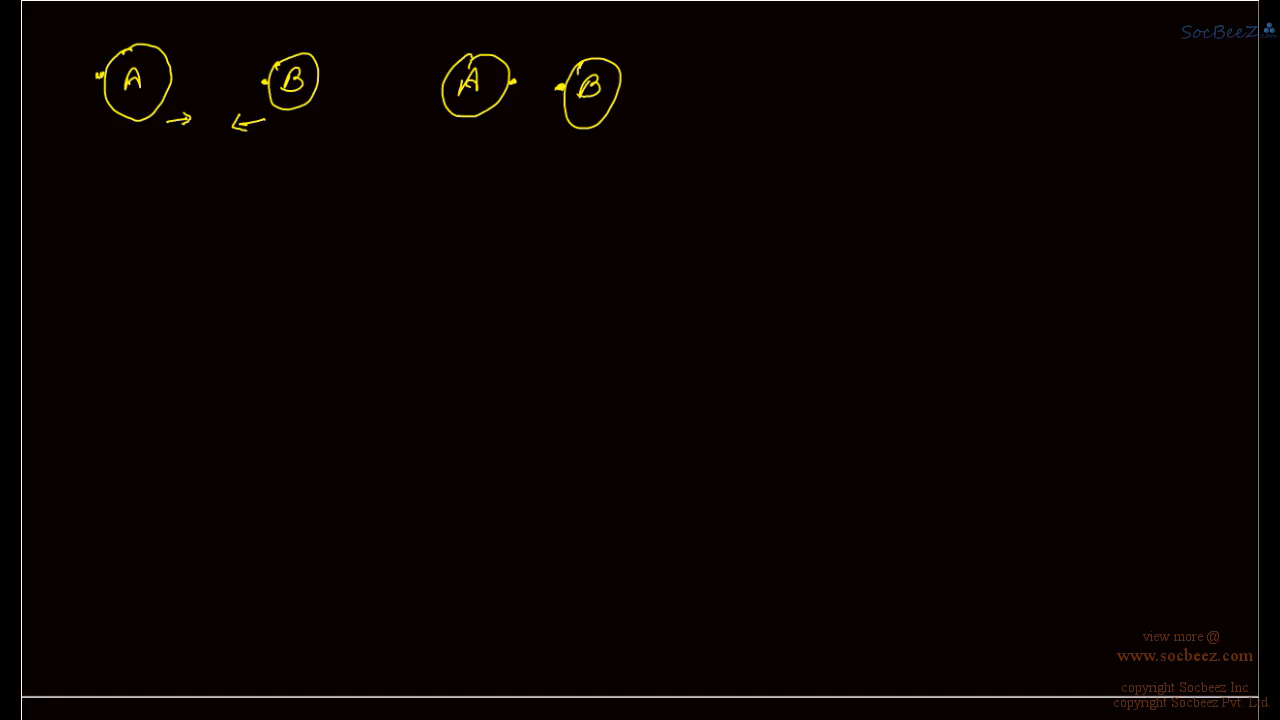 SocBeeZ
A B A B
view more @
www.socbeez.com
copyright Socbeez Inc.
copyright Socbeez Pvt. Ltd.